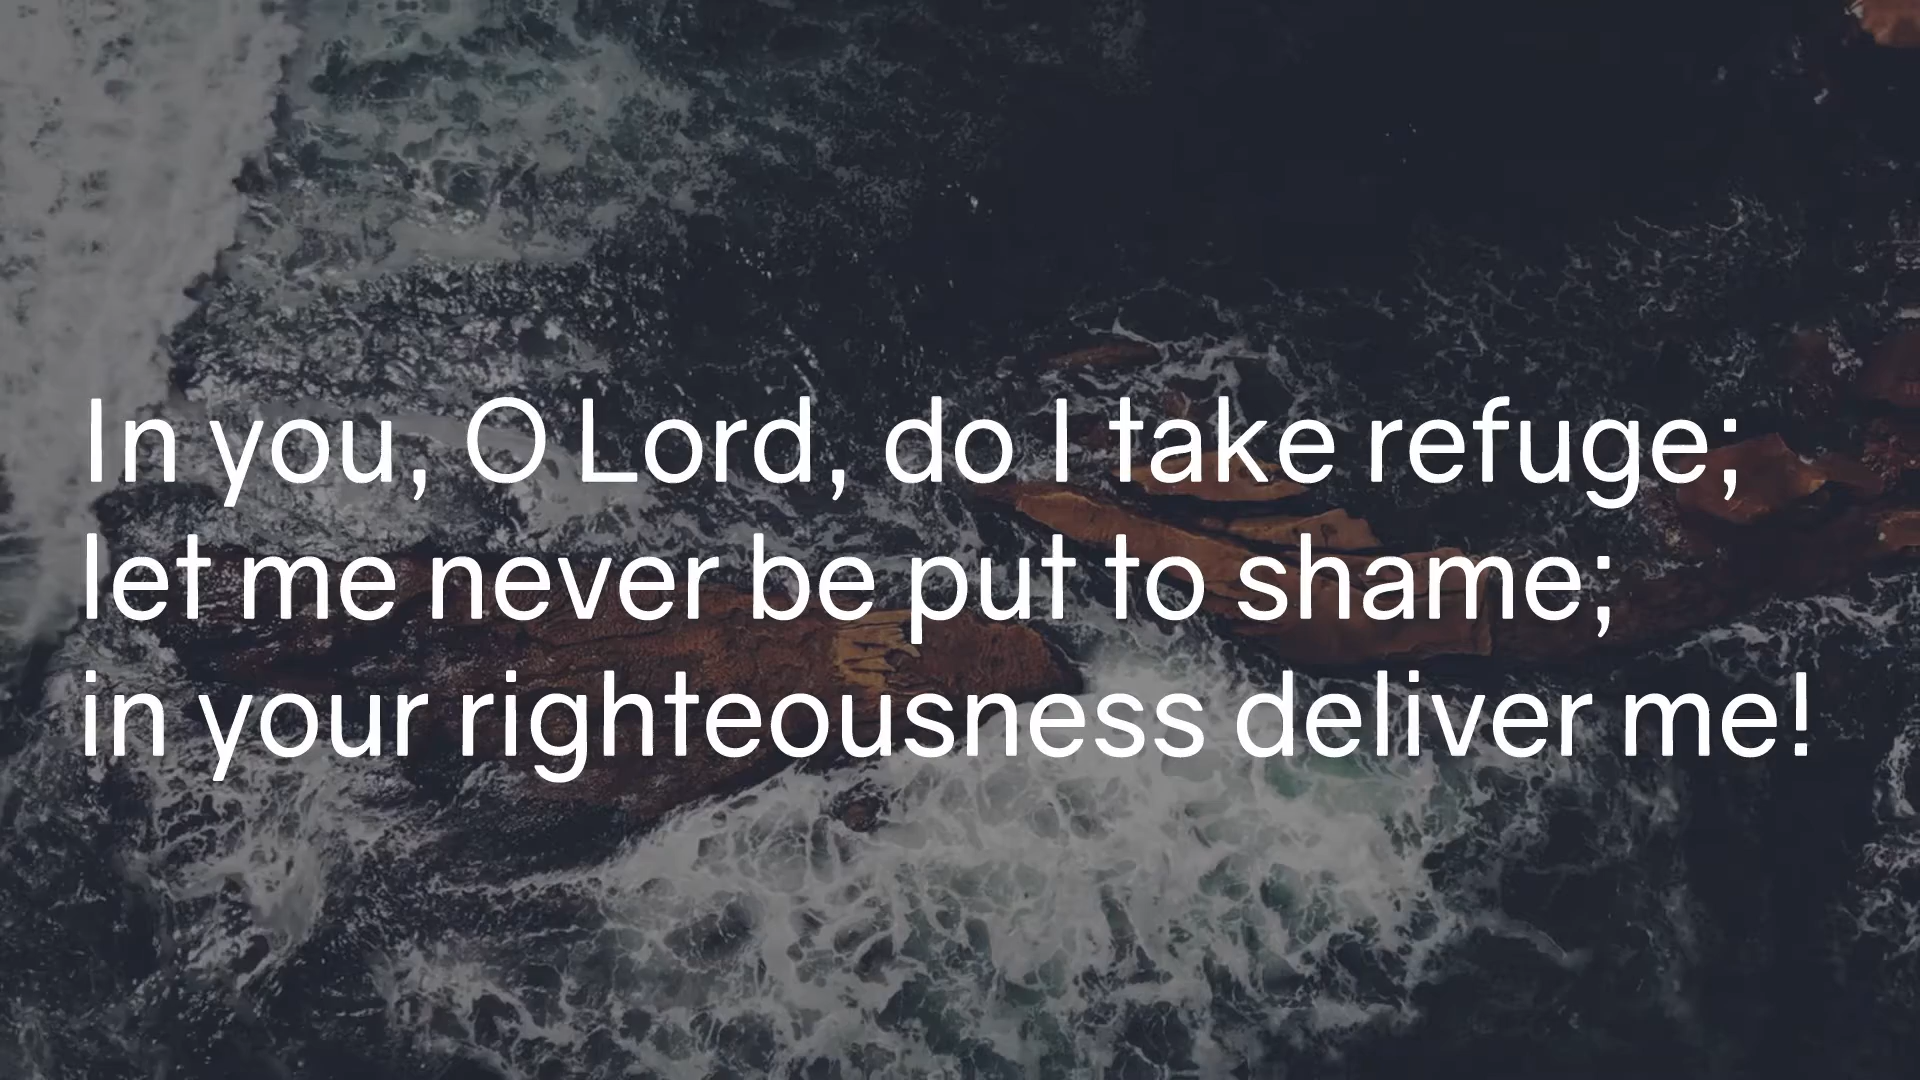 In you, O Lord, do I take refuge;
let me never be put to shame;
in your righteousness deliver me!